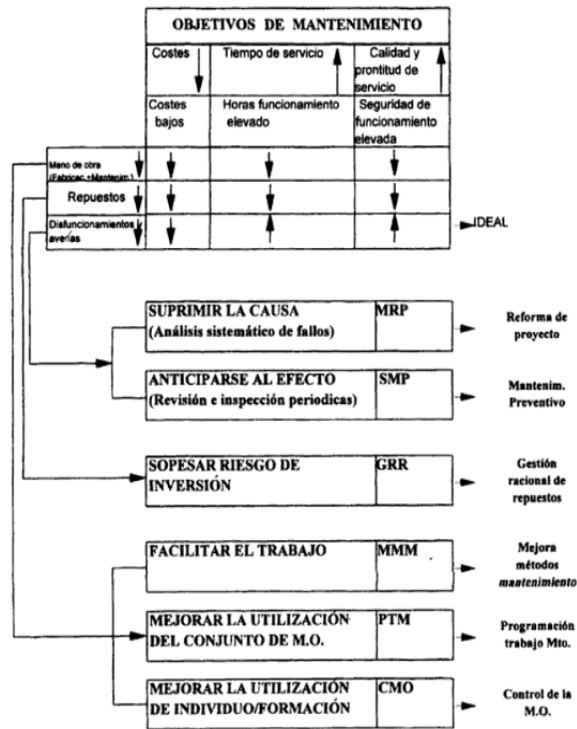 OBJETIVOS DE MANTENIMIENTO
Costes
Tiempo de servicio
Calidad y
prontitud de
servicio
Costes
bajos
Horas funcionamiento
elevado
Seguridad de
funcionamiento
elevada
Mano de obra
(Fabricac.+Mantenim.)
Repuestos
Disfuncionamientos
averías
IDEAL
SUPRIMIR LA CAUSA
(Análisis sistemático de fallos)
MRP
Reforma de
proyecto
ANTICIPARSE AL EFECTO
(Revisión e inspección periodicas)
SMP
Mantenim.
Preventivo
SOPESAR RIESGO DE
INVERSIÓN
GRR
Gestión
racional de
repuestos
FACILITAR EL TRABAJO
MMM
Mejora
métodos
mantenimiento
MEJORAR LA UTILIZACIÓN
DEL CONJUNTO DE M.O.
PTM
Programación
trabajo Mto.
MEJORAR LA UTILIZACIÓN
DE INDIVIDUO/FORMACIÓN
CMO
Control de la
M.O.